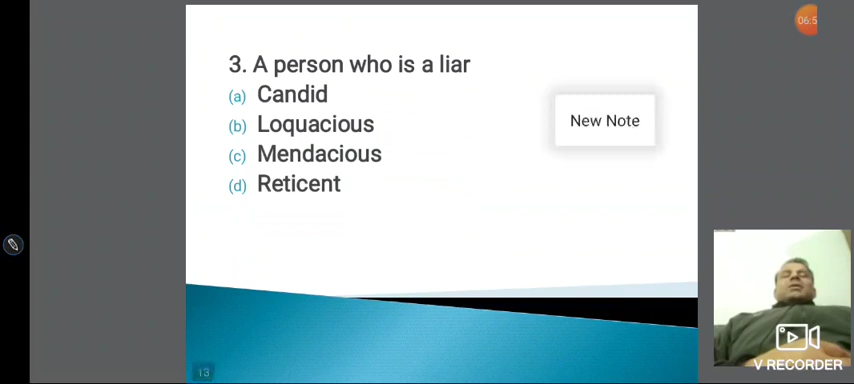 3. A person who is a liar
(a) Candid
(b) Loquacious
(c) Mendacious
(d) Reticent
New Note
13
V RECORDER